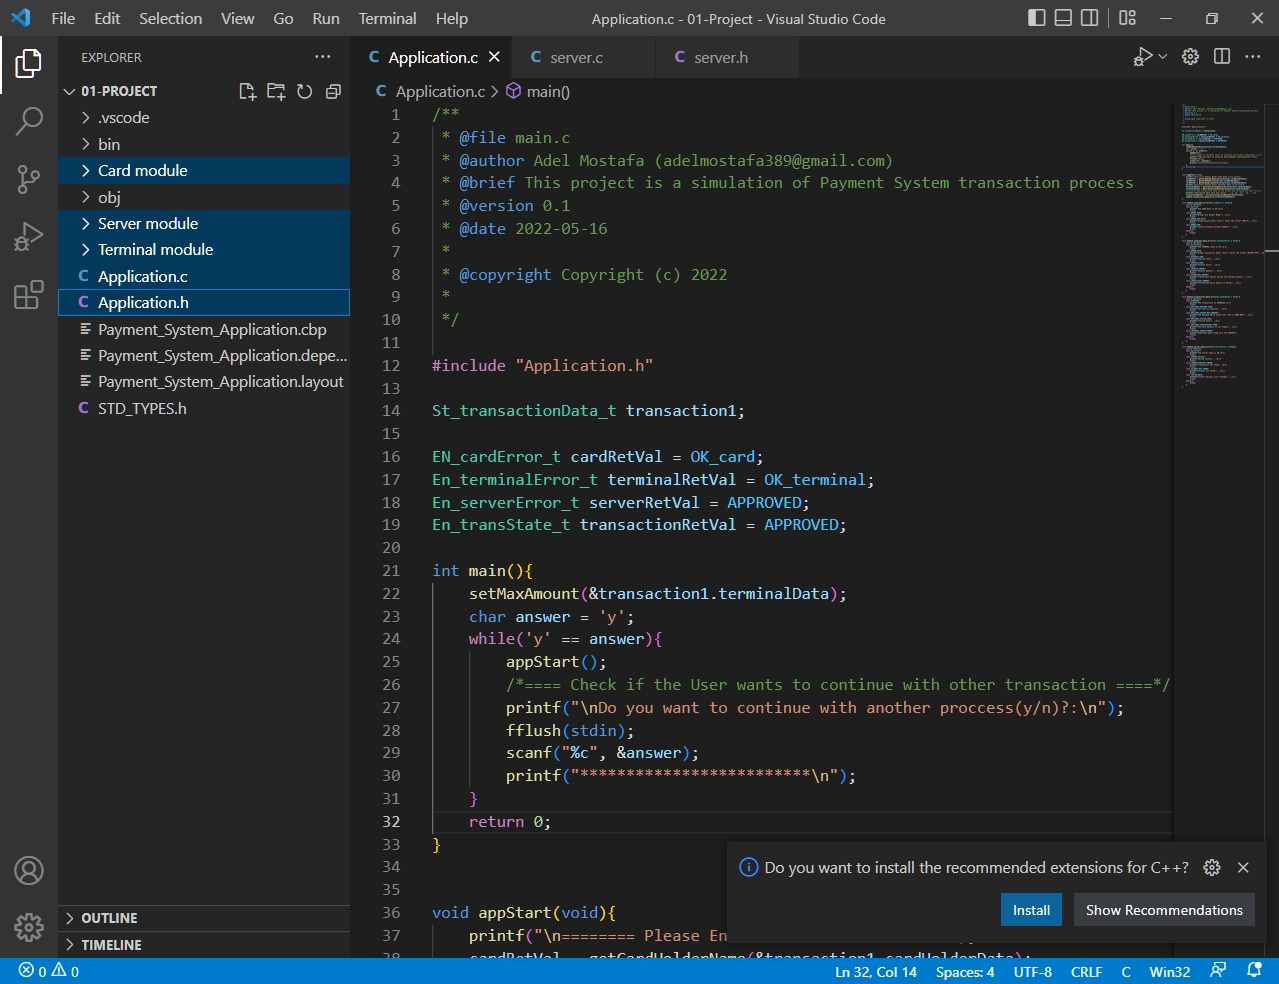 File Edit Selection View Go Run Terminal Help
Application.c - 01-Project - Visual Studio Code
EXPLORER
01-PROJECT
.vscode
bin
Card module
obj
Server module
Terminal module
C Application.c
C Application.h
Payment_System_Application.cbp
Payment_System_Application.depe...
Payment_System_Application.layout
C STD_TYPES.h
OUTLINE
TIMELINE
C Application.c
C server.c
C server.h
C Application.c > main()
1 /**
2 * @file main.c
3 * @author Adel Mostafa (adelmostafa389@gmail.com)
4 * @brief This project is a simulation of Payment System transaction process
5 * @version 0.1
6 * @date 2022-05-16
7 *
8 * @copyright Copyright (c) 2022
9 *
10 */
11
12 #include "Application.h"
13
14 St_transactionData_t transaction1;
15
16 EN_cardError_t cardRetVal = OK_card;
17 En_terminalError_t terminalRetVal = OK_terminal;
18 En_serverError_t serverRetVal = APPROVED;
19 En_transState_t transactionRetVal = APPROVED;
20
21 int main(){
22 setMaxAmount(&transaction1.terminalData);
23 char answer = 'y';
24 while('y' == answer){
25 appStart();
26 /*==== Check if the User wants to continue with other transaction ====*/
27 printf("\nDo you want to continue with another proccess(y/n)?:\n");
28 fflush(stdin);
29 scanf("%c", &answer);
30 printf("*************************\n");
31 }
32 return 0;
33 }
34
35
36 void appStart(void){
37 printf("\n======== Please En
38 cardRetVal = getCardHolderName(&transaction1.cardHolderData);
Do you want to install the recommended extensions for C++?
Install
Show Recommendations
0 0
Ln 32, Col 14 Spaces: 4 UTF-8 CRLF C Win32